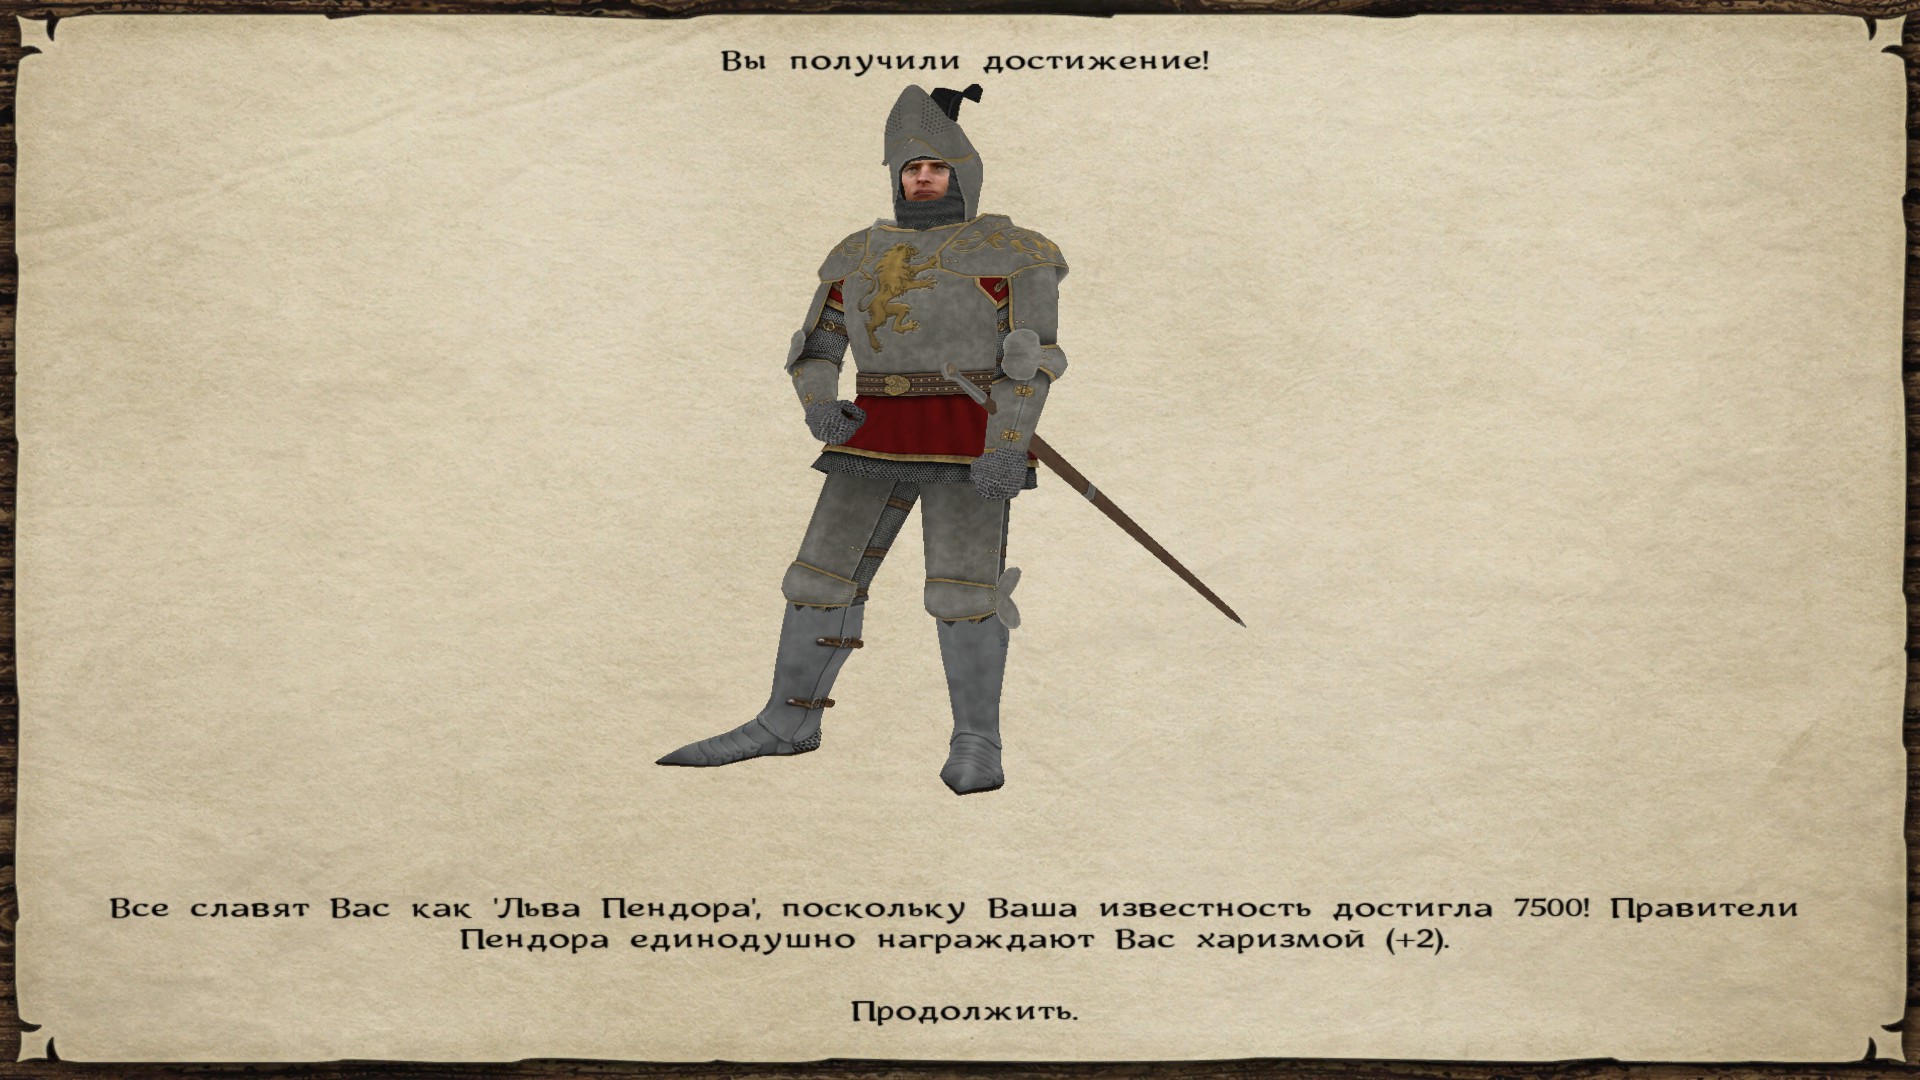 Вы получили достижение!
Все славят Вас как 'Льва Пендора', поскольку Ваша известность достигла 7500! Правители
Пендора единодушно награждают Вас харизмой (+2).
Продолжить.